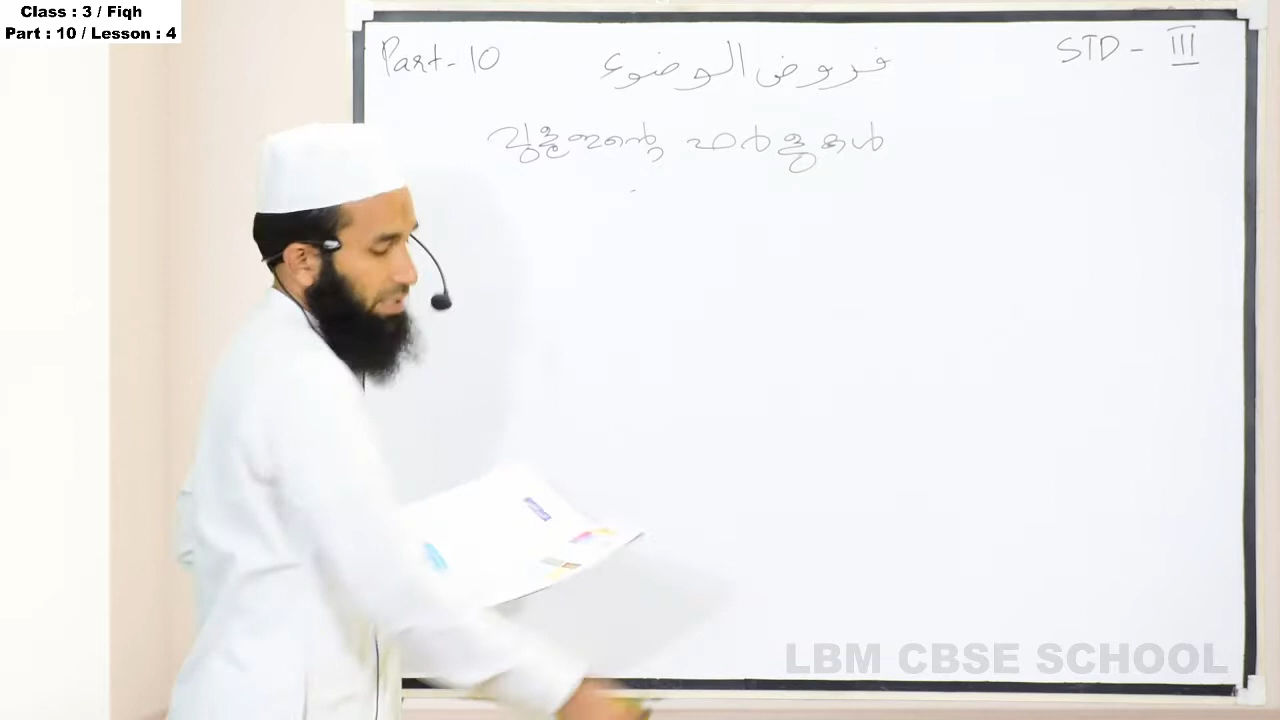 Class : 3 / Fiqh
Part : 10 / Lesson : 4
Part- 10
فروض الوضوء
STD - III
വുളൂഇന്റെ ഫർളുകൾ
LBM CBSE SCHOOL